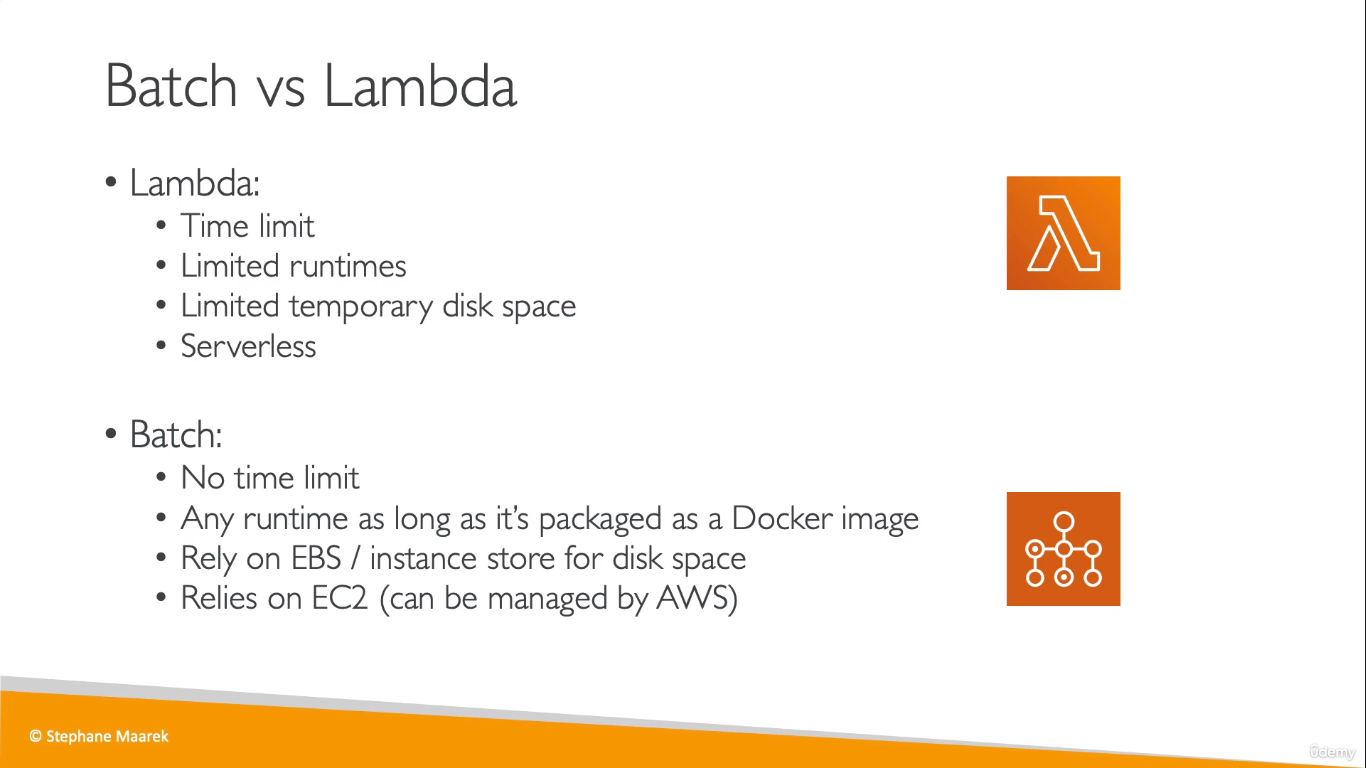 Batch vs Lambda
• Lambda:
• Time limit
• Limited runtimes
• Limited temporary disk space
• Serverless
• Batch:
• No time limit
• Any runtime as long as it’s packaged as a Docker image
• Rely on EBS / instance store for disk space
• Relies on EC2 (can be managed by AWS)
© Stephane Maarek
ûdemy